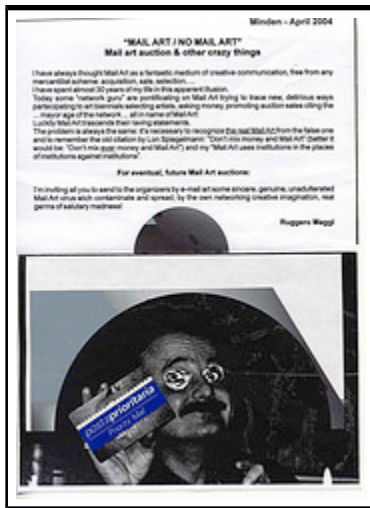 Minden - April 2004
"MAIL ART / NO MAIL ART"
Mail art auction & other crazy things
I have always thought Mail Art as a fantastic medium of creative communication, free from any
mercantilist scheme: acquisition, sale, selection.....
I have spent almost 30 years of my life in this apparent illusion.
Today some "network guru" are pontificating on Mail Art trying to trace new, delirious ways
partecipating to art biennials selecting artists, asking money, promoting auction sales citing the
... mayor age of the network .... all in name of Mail Art!
Luckily Mail Art trascends their raving statements.
The problem is always the same: it's necessary to recognize the real Mail Art from the false one
and to remember the old citation by Lon Spiegelmann: "Don't mix money and Mail Art" (better it
would be: "Don't mix ever money and Mail Art") and my "Mail Art uses institutions in the places
of institutions against institutions".
For eventual, future Mail Art auctions:
I'm inviting all you to send to the organizers by e-mail art some sincere, genuine, unadulterated
Mail Art virus wich contaminate and spread, by the own networking creative imagination, real
germs of salutary madness!
Ruggero Maggi
postaprioritaria
Priority Mail